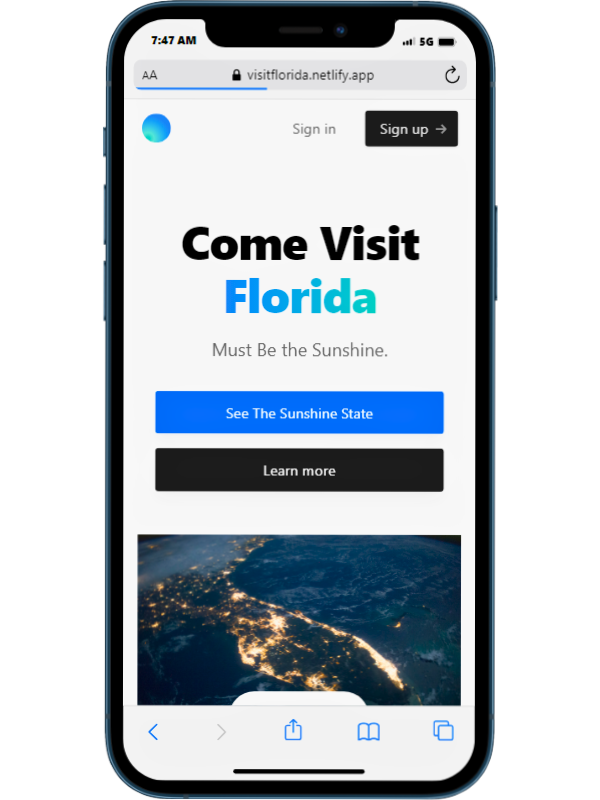 7:47 AM
5G
AA
visitflorida.netlify.app
Sign in
Sign up →
Come Visit
Florida
Must Be the Sunshine.
See The Sunshine State
Learn more